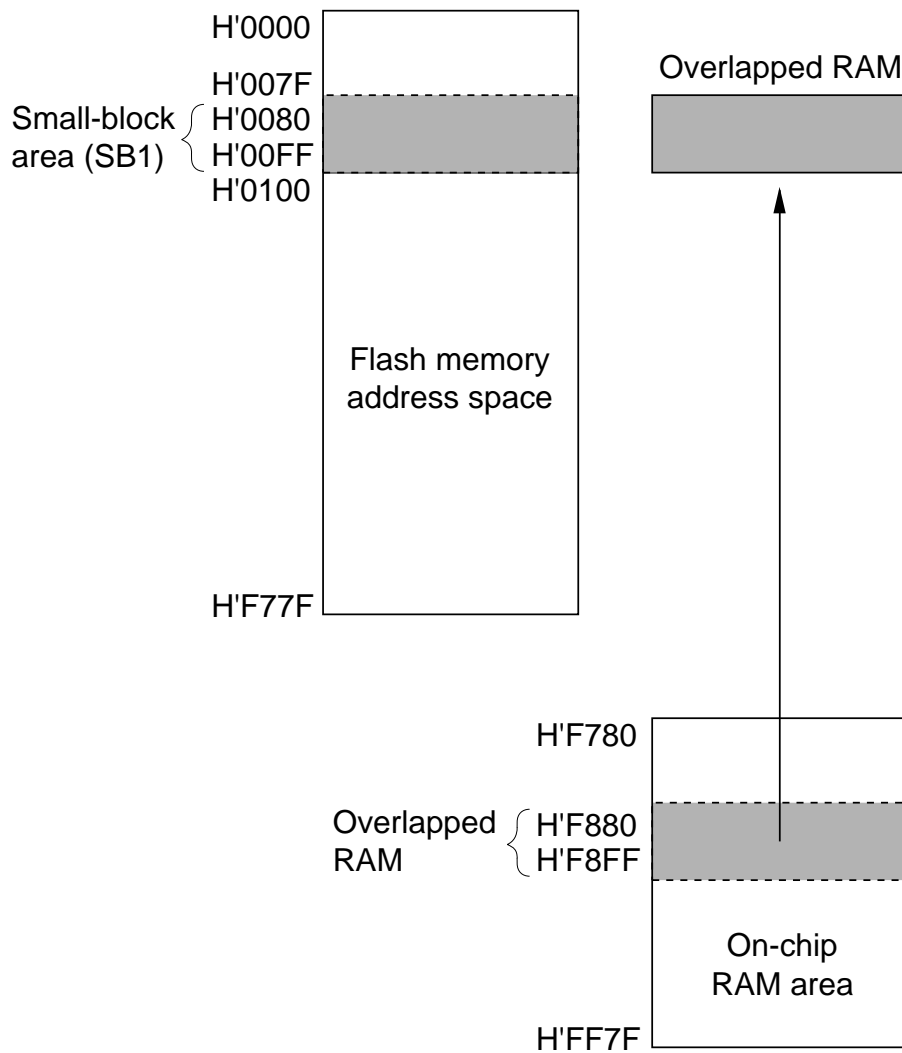 H'0000
H'007F
Small-block
area (SB1)
H'0080
H'00FF
H'0100
Overlapped RAM
Flash memory
address space
H'F77F
H'F780
Overlapped
RAM
H'F880
H'F8FF
On-chip
RAM area
H'FF7F